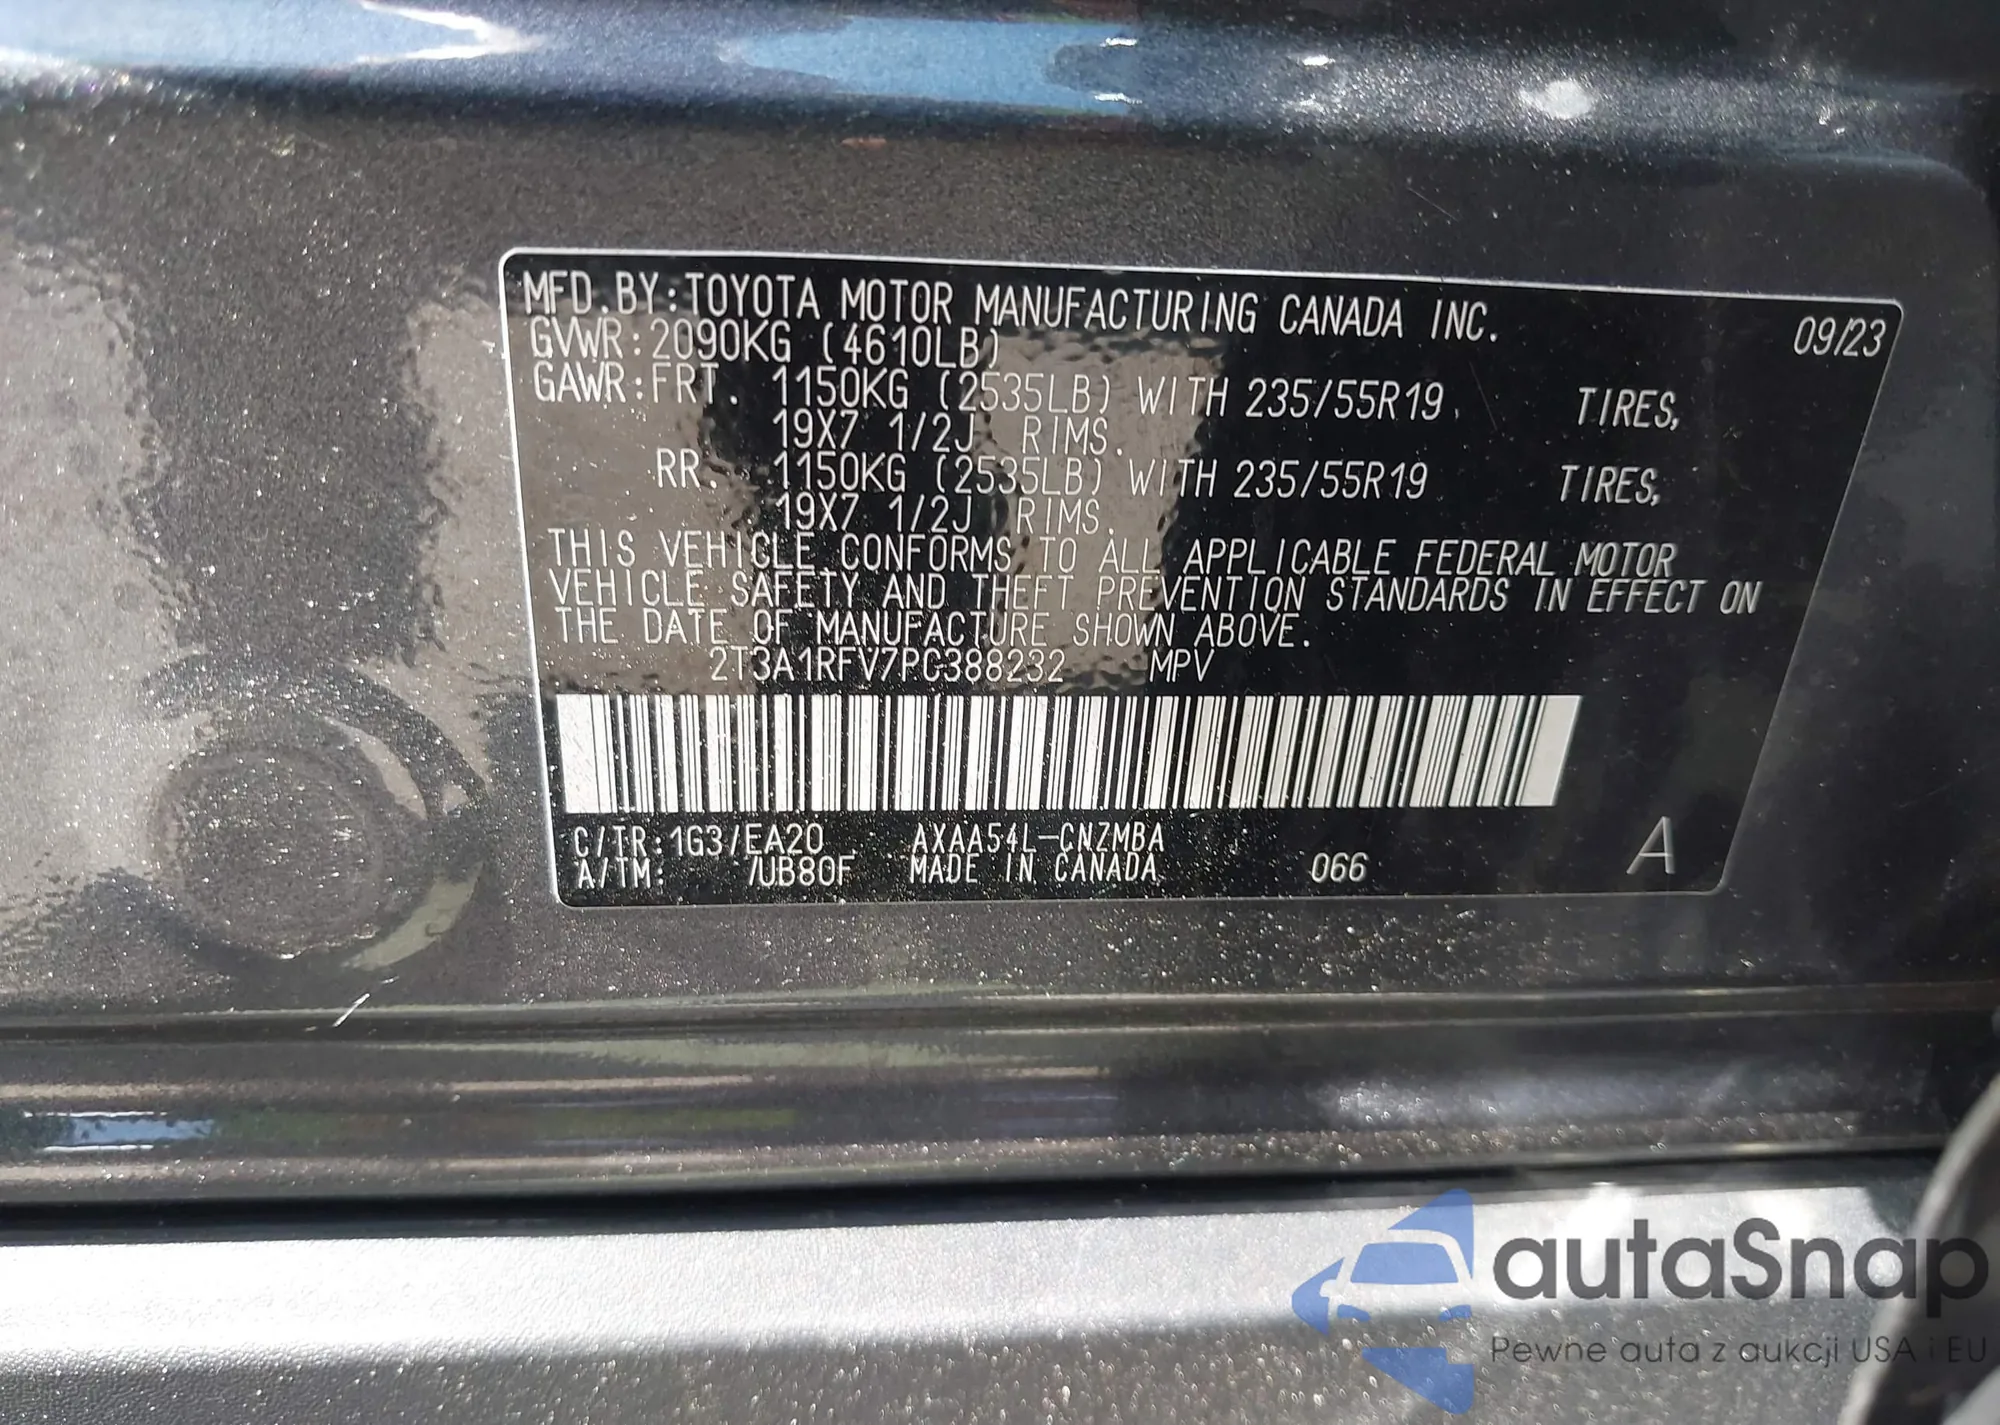 MFD.BY:TOYOTA MOTOR MANUFACTURING CANADA INC. 09/23
GVWR:2090KG (4610LB)
GAWR:FRT. 1150KG (2535LB) WITH 235/55R19 TIRES,
19X7 1/2J RIMS.
RR. 1150KG (2535LB) WITH 235/55R19 TIRES,
19X7 1/2J RIMS.
THIS VEHICLE CONFORMS TO ALL APPLICABLE FEDERAL MOTOR
VEHICLE SAFETY AND THEFT PREVENTION STANDARDS IN EFFECT ON
THE DATE OF MANUFACTURE SHOWN ABOVE.
2T3A1RFV7PC388232 MPV
C/TR:1G3/EA20 AXAA54L-CNZMBA
A/TM: /UB80F MADE IN CANADA 066 A
autaSnap
Pewne auta z aukcji USA i EU